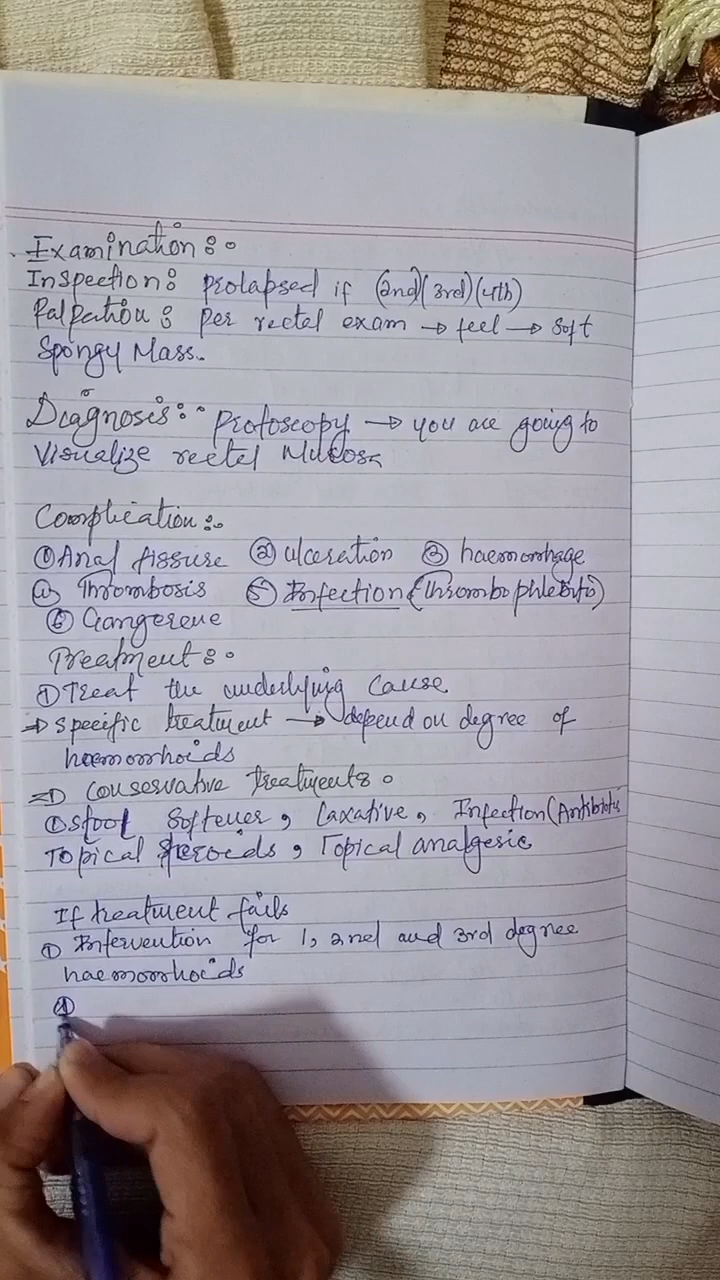 Examination :-
Inspection : prolapsed if (2nd) (3rd) (4th)
Palpation : per rectel exam → feel → soft
Spongy Mass.
Diagnosis :- Protoscopy → you are going to
Visualize rectel Mucosa
Complication :-
① Anal fissure ② ulceration ③ haemorrhage
④ Thrombosis ⑤ Infection (thrombophlebitis)
⑥ Gangerene
Treatment :-
① Treat the underlying cause
⇒ specific treatment → depend on degree of
haemorrhoids
⇒ conservative treatment :-
① stool softener, Laxative, Infection (Antibiotic
Topical steroids, Topical analgesic
If treatment fails
① Intervention for 1, 2nd and 3rd degree
haemorrhoids